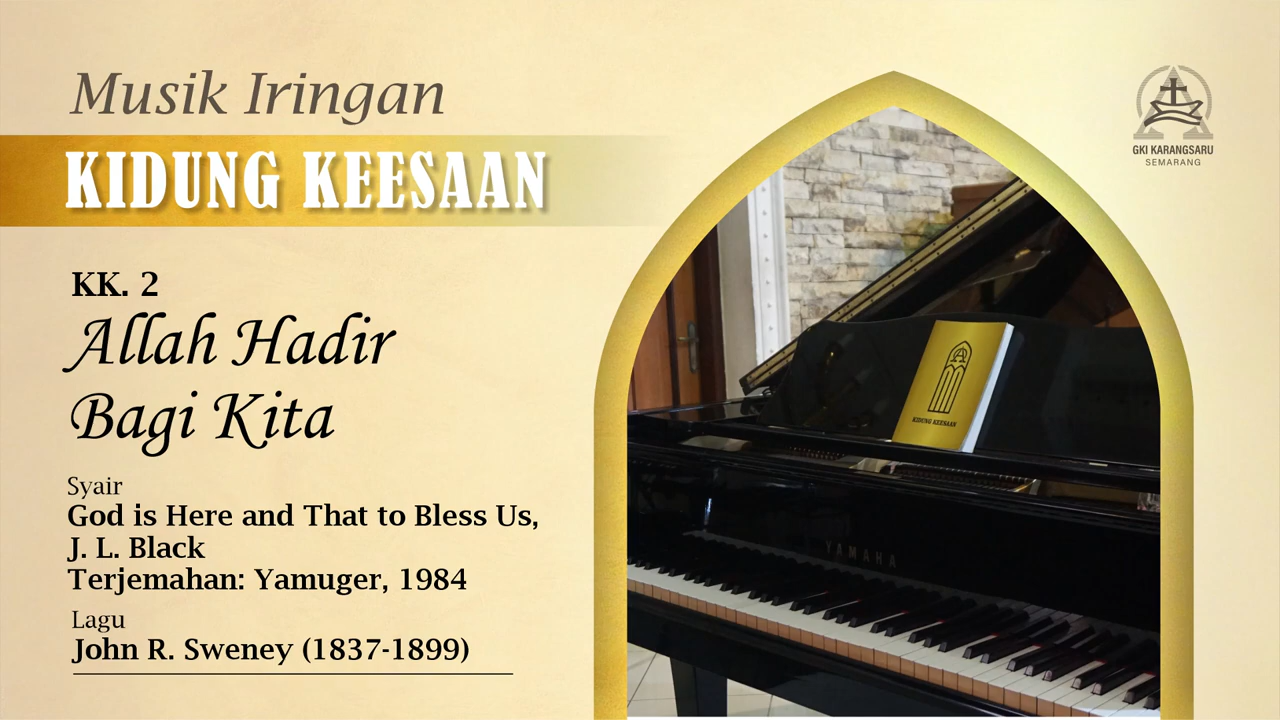 Musik Iringan
KIDUNG KEESAAN
KK. 2
Allah Hadir
Bagi Kita
Syair
God is Here and That to Bless Us,
J. L. Black
Terjemahan: Yamuger, 1984
Lagu
John R. Sweney (1837-1899)
GKI KARANGSARU
SEMARANG
KIDUNG KEESAAN
YAMAHA